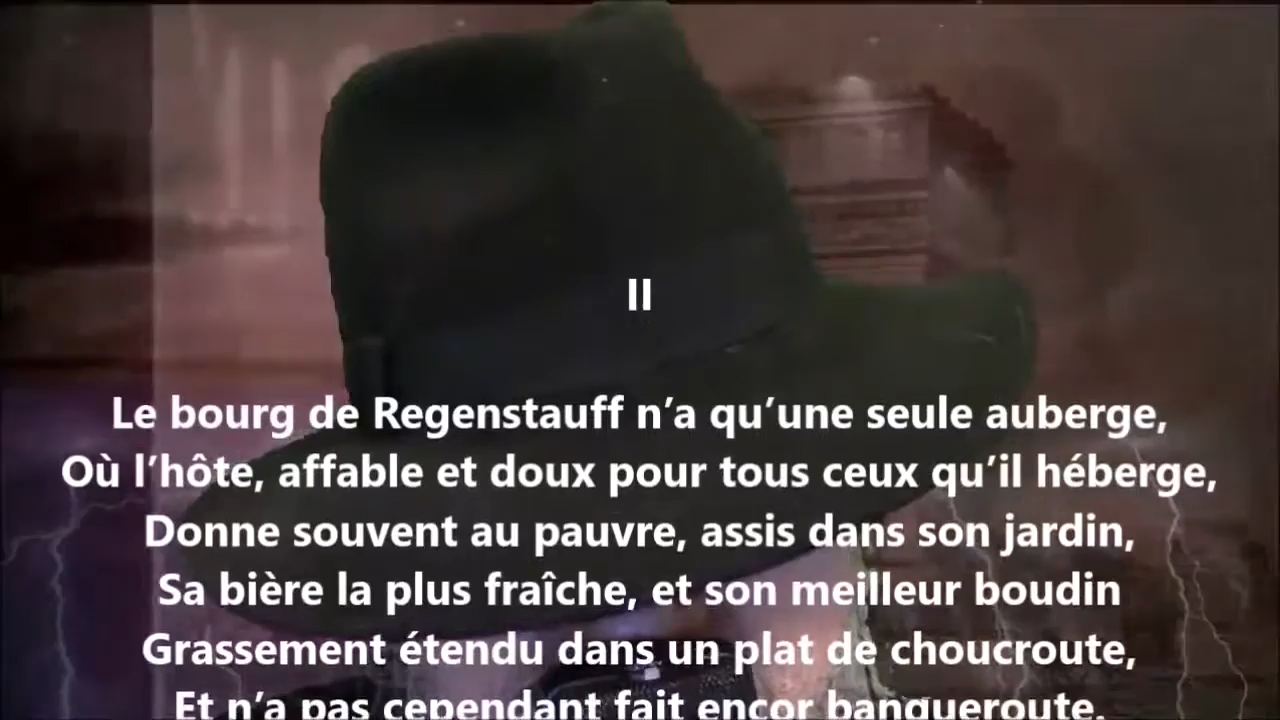 II
Le bourg de Regenstauff n’a qu’une seule auberge,
Où l’hôte, affable et doux pour tous ceux qu’il héberge,
Donne souvent au pauvre, assis dans son jardin,
Sa bière la plus fraîche, et son meilleur boudin
Grassement étendu dans un plat de choucroute,
Et n’a pas cependant fait encor banqueroute.